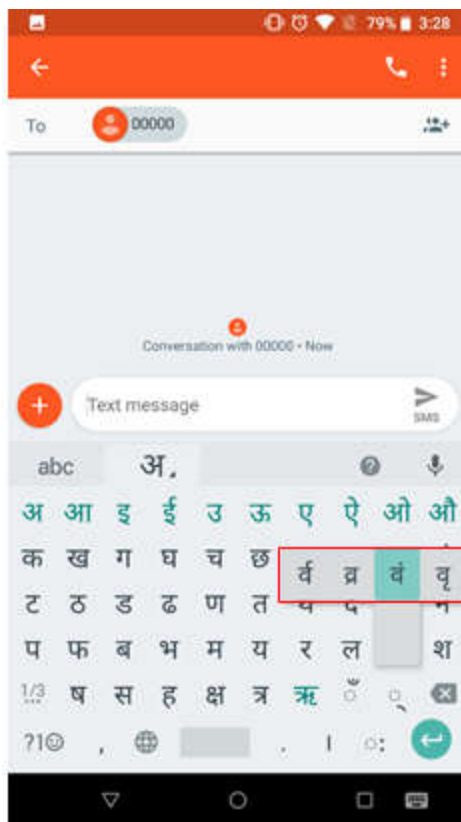 79% 3:28
To 00000
Conversation with 00000 • Now
Text message
SMS
abc अ
अ आ इ ई उ ऊ ए ऐ ओ औ
क ख ग घ च छ
र्व व्र वं वृ
ट ठ ड ढ ण त थ द न
प फ ब भ म य र ल श
1/3 ष स ह क्ष त्र ऋ ँ ्
?1☺ , . । ः